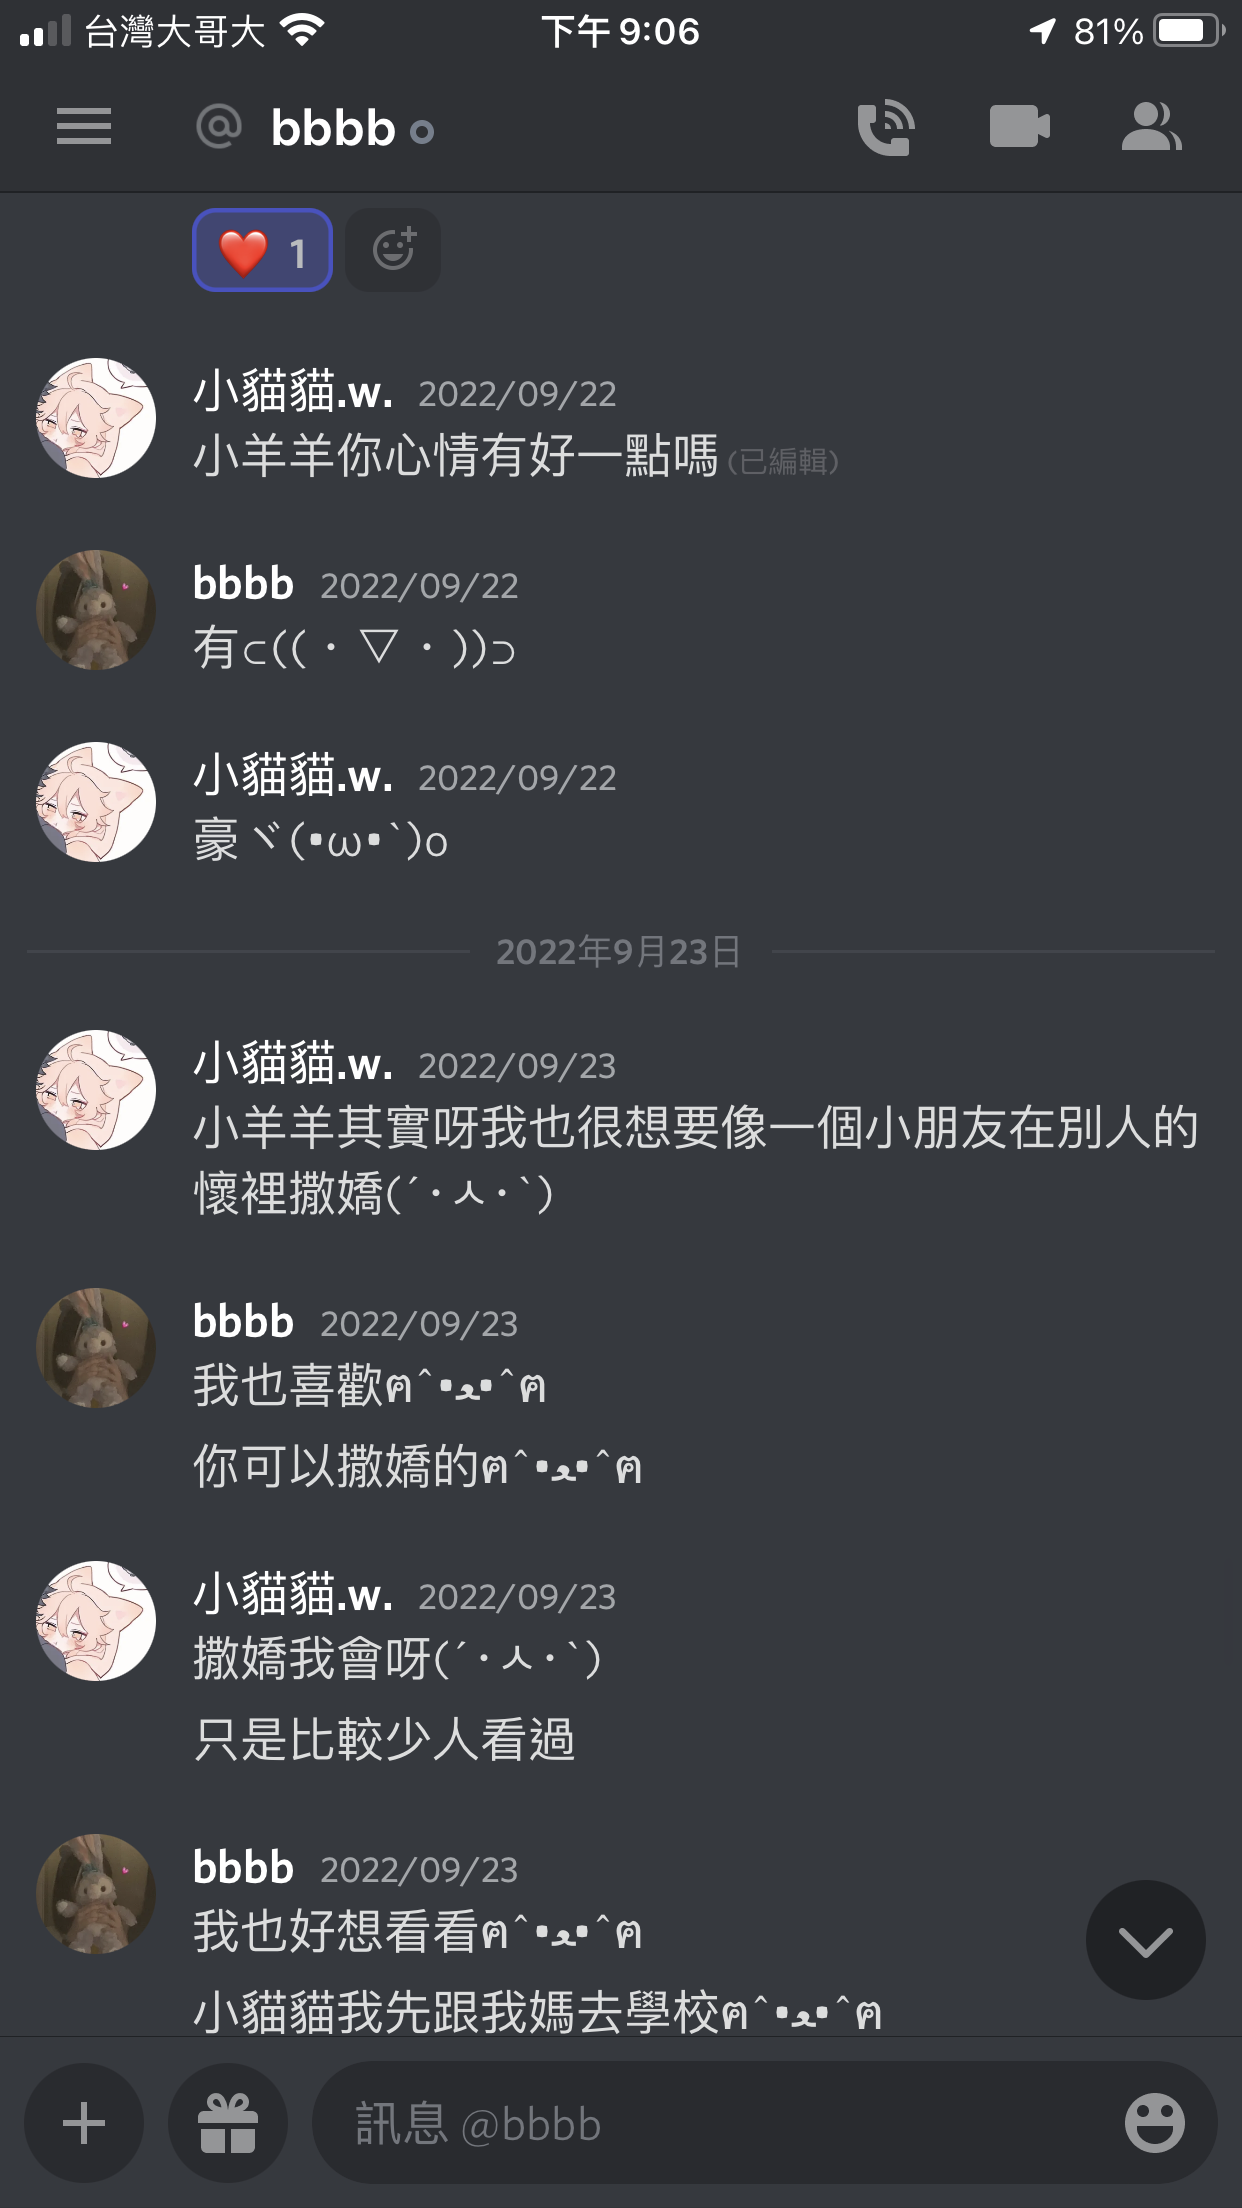 台灣大哥大 下午 9:06 81%
@ bbbb
❤️ 1
小貓貓.w. 2022/09/22
小羊羊你心情有好一點嗎 (已編輯)
bbbb 2022/09/22
有⊂((・▽・))⊃
小貓貓.w. 2022/09/22
豪ヾ(•ω•`)o
2022年9月23日
小貓貓.w. 2022/09/23
小羊羊其實呀我也很想要像一個小朋友在別人的
懷裡撒嬌(´･ㅅ･`)
bbbb 2022/09/23
我也喜歡ฅ^•ﻌ•^ฅ
你可以撒嬌的ฅ^•ﻌ•^ฅ
小貓貓.w. 2022/09/23
撒嬌我會呀(´･ㅅ･`)
只是比較少人看過
bbbb 2022/09/23
我也好想看看ฅ^•ﻌ•^ฅ
小貓貓我先跟我媽去學校ฅ^•ﻌ•^ฅ
訊息 @bbbb